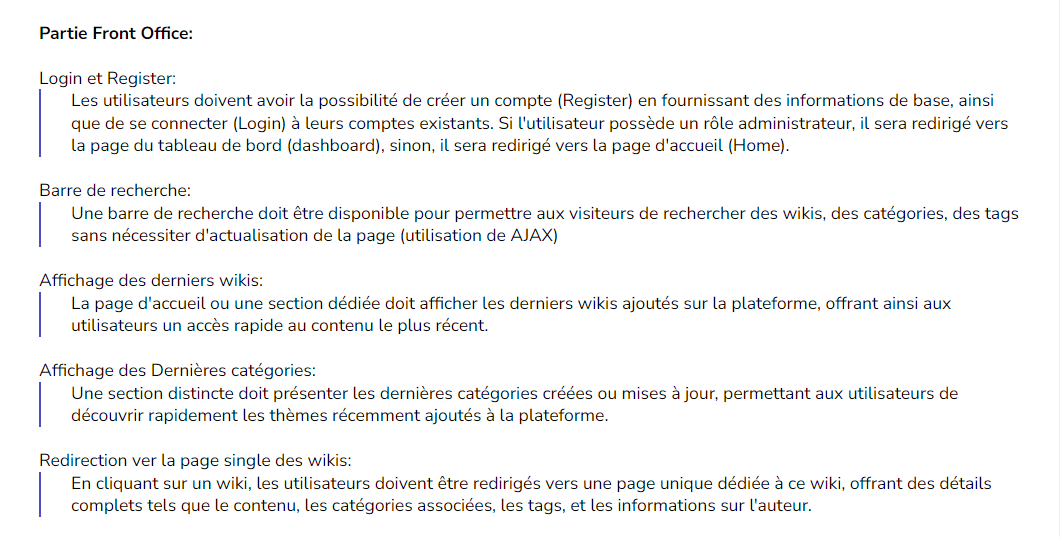 Partie Front Office:
Login et Register:
Les utilisateurs doivent avoir la possibilité de créer un compte (Register) en fournissant des informations de base, ainsi
que de se connecter (Login) à leurs comptes existants. Si l'utilisateur possède un rôle administrateur, il sera redirigé vers
la page du tableau de bord (dashboard), sinon, il sera redirigé vers la page d'accueil (Home).
Barre de recherche:
Une barre de recherche doit être disponible pour permettre aux visiteurs de rechercher des wikis, des catégories, des tags
sans nécessiter d'actualisation de la page (utilisation de AJAX)
Affichage des derniers wikis:
La page d'accueil ou une section dédiée doit afficher les derniers wikis ajoutés sur la plateforme, offrant ainsi aux
utilisateurs un accès rapide au contenu le plus récent.
Affichage des Dernières catégories:
Une section distincte doit présenter les dernières catégories créées ou mises à jour, permettant aux utilisateurs de
découvrir rapidement les thèmes récemment ajoutés à la plateforme.
Redirection ver la page single des wikis:
En cliquant sur un wiki, les utilisateurs doivent être redirigés vers une page unique dédiée à ce wiki, offrant des détails
complets tels que le contenu, les catégories associées, les tags, et les informations sur l'auteur.